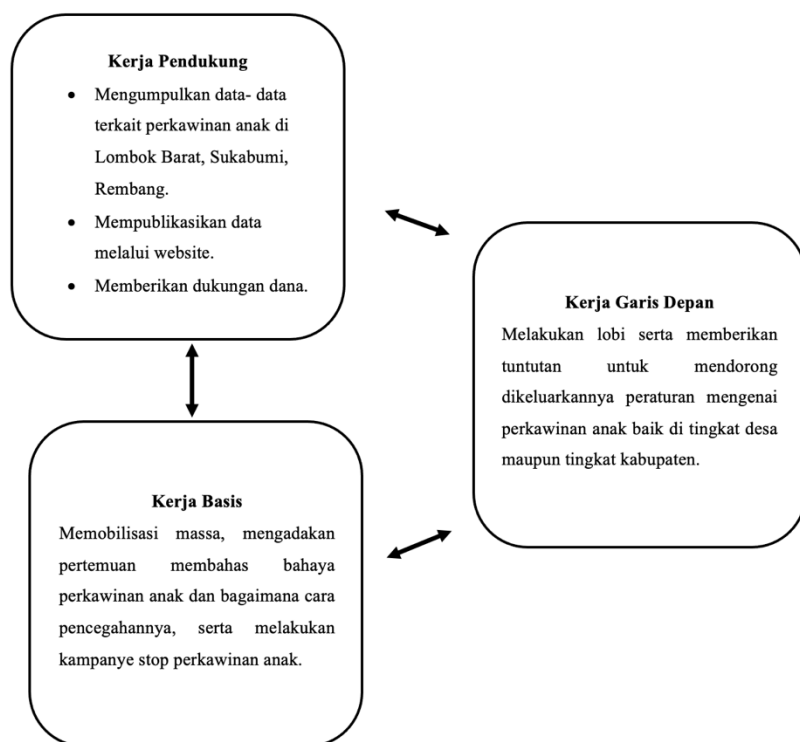 Kerja Pendukung
• Mengumpulkan data- data
terkait perkawinan anak di
Lombok Barat, Sukabumi,
Rembang.
• Mempublikasikan data
melalui website.
• Memberikan dukungan dana.
Kerja Garis Depan
Melakukan lobi serta memberikan
tuntutan untuk mendorong
dikeluarkannya peraturan mengenai
perkawinan anak baik di tingkat desa
maupun tingkat kabupaten.
Kerja Basis
Memobilisasi massa, mengadakan
pertemuan membahas bahaya
perkawinan anak dan bagaimana cara
pencegahannya, serta melakukan
kampanye stop perkawinan anak.